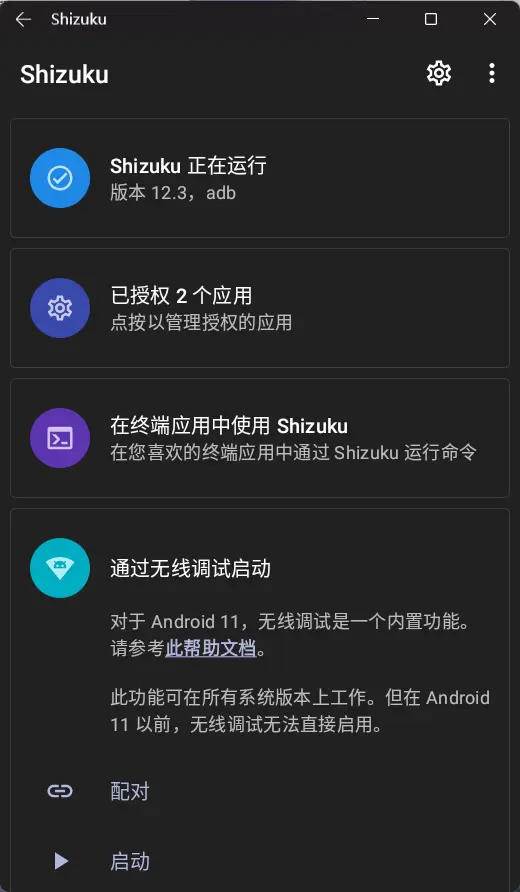 Shizuku
Shizuku
Shizuku 正在运行
版本 12.3，adb
已授权 2 个应用
点按以管理授权的应用
在终端应用中使用 Shizuku
在您喜欢的终端应用中通过 Shizuku 运行命令
通过无线调试启动
对于 Android 11，无线调试是一个内置功能。
请参考此帮助文档。
此功能可在所有系统版本上工作。但在 Android
11 以前，无线调试无法直接启用。
配对
启动